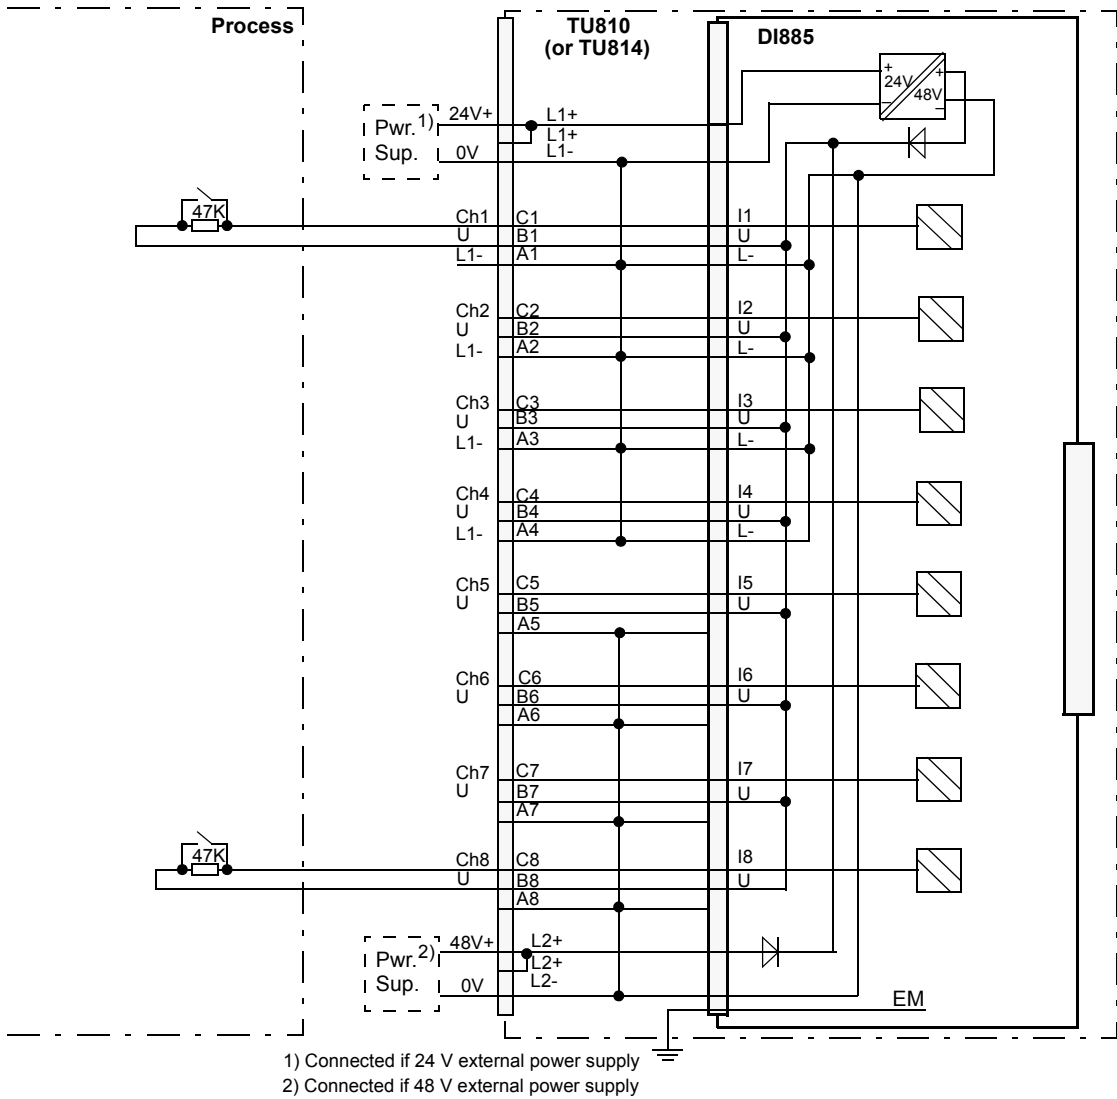 Process
TU810
(or TU814)
DI885
+
24V
+
48V
–
–
24V+
L1+
Pwr.1)
L1+
Sup.
0V
L1-
47K
Ch1
C1
I1
U
B1
U
L1-
A1
L-
Ch2
C2
I2
U
B2
U
L1-
A2
L-
Ch3
C3
I3
U
B3
U
L1-
A3
L-
Ch4
C4
I4
U
B4
U
L1-
A4
L-
Ch5
C5
I5
U
B5
U
A5
Ch6
C6
I6
U
B6
U
A6
Ch7
C7
I7
U
B7
U
A7
47K
Ch8
C8
I8
U
B8
U
A8
48V+
L2+
Pwr.2)
L2+
Sup.
0V
L2-
EM
1) Connected if 24 V external power supply
2) Connected if 48 V external power supply